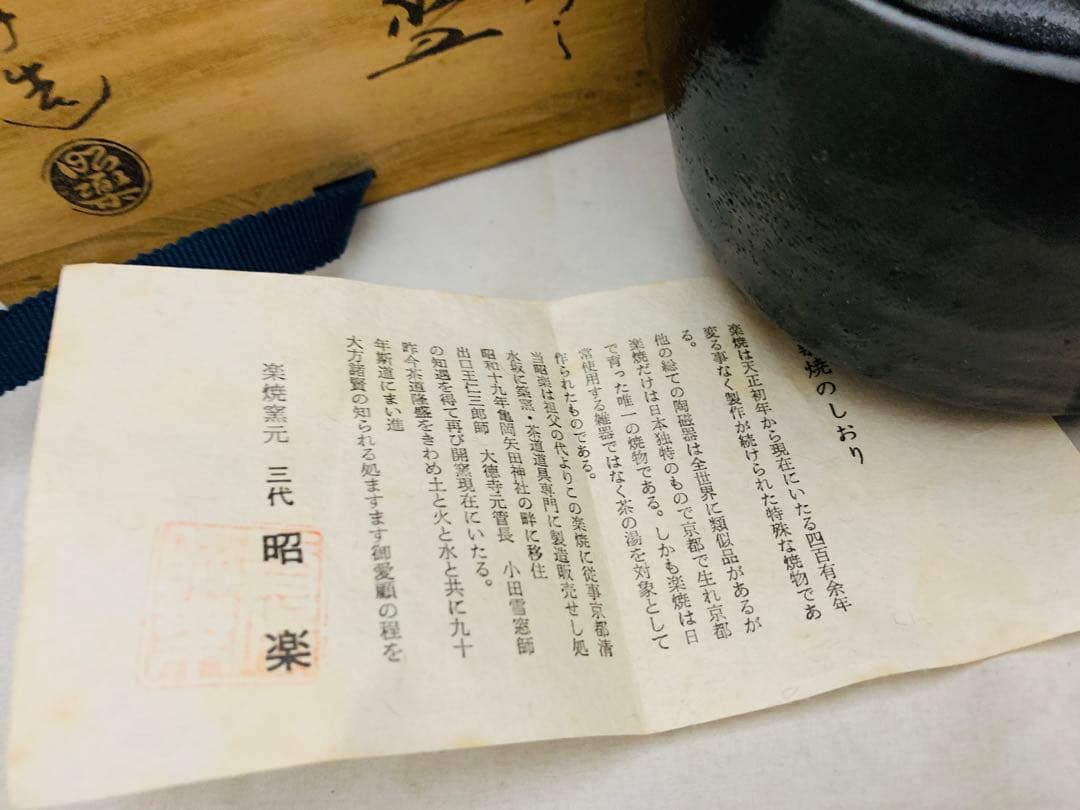 焼のしおり
楽焼は天正初年から現在にいたる四百有余年
変る事なく製作が続けられた特殊な焼物であ
る。
他の総ての陶磁器は全世界に類似品があるが
楽焼だけは日本独特のもので京都で生れ京都
で育った唯一の焼物である。しかも楽焼は日
常使用する雑器ではなく茶の湯を対象として
作られたものである。
当昭楽は祖父の代よりこの楽焼に従事京都清
水坂に築窯・茶道道具専門に製造販売せし処
昭和十九年亀岡矢田神社の畔に移住
出口王仁三郎師　大徳寺元管長　小田雪窓師
の知遇を得て再び開窯現在にいたる。
昨今茶道隆盛をきわめ土と火と水と共に九十
年斯道にまい進
大方諸賢の知られる処ますます御愛顧の程を
楽焼窯元　三代　昭楽
造
昭楽